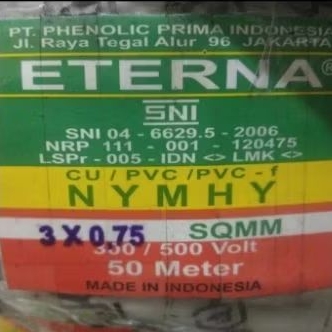 PT. PHENOLIC PRIMA INDONESIA
Jl. Raya Tegal Alur 96 JAKARTA
ETERNA ®
SNI
SNI 04 - 6629.5 - 2006
NRP 111 - 001 - 120475
LSPr - 005 - IDN <> LMK <>
CU / PVC / PVC - f
NYMHY
3 X 0,75 SQMM
300 / 500 Volt
50 Meter
MADE IN INDONESIA